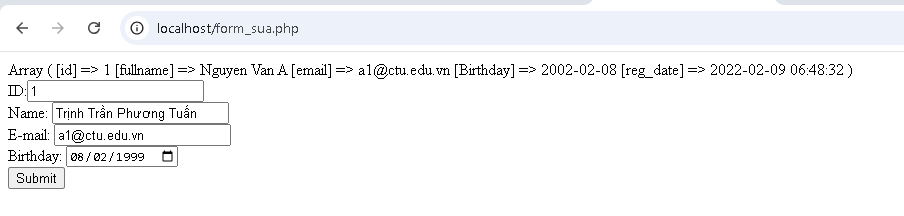 localhost/form_sua.php
Array ( [id] => 1 [fullname] => Nguyen Van A [email] => a1@ctu.edu.vn [Birthday] => 2002-02-08 [reg_date] => 2022-02-09 06:48:32 )
ID: 1
Name: Trịnh Trần Phương Tuấn
E-mail: a1@ctu.edu.vn
Birthday: 08/02/1999
Submit